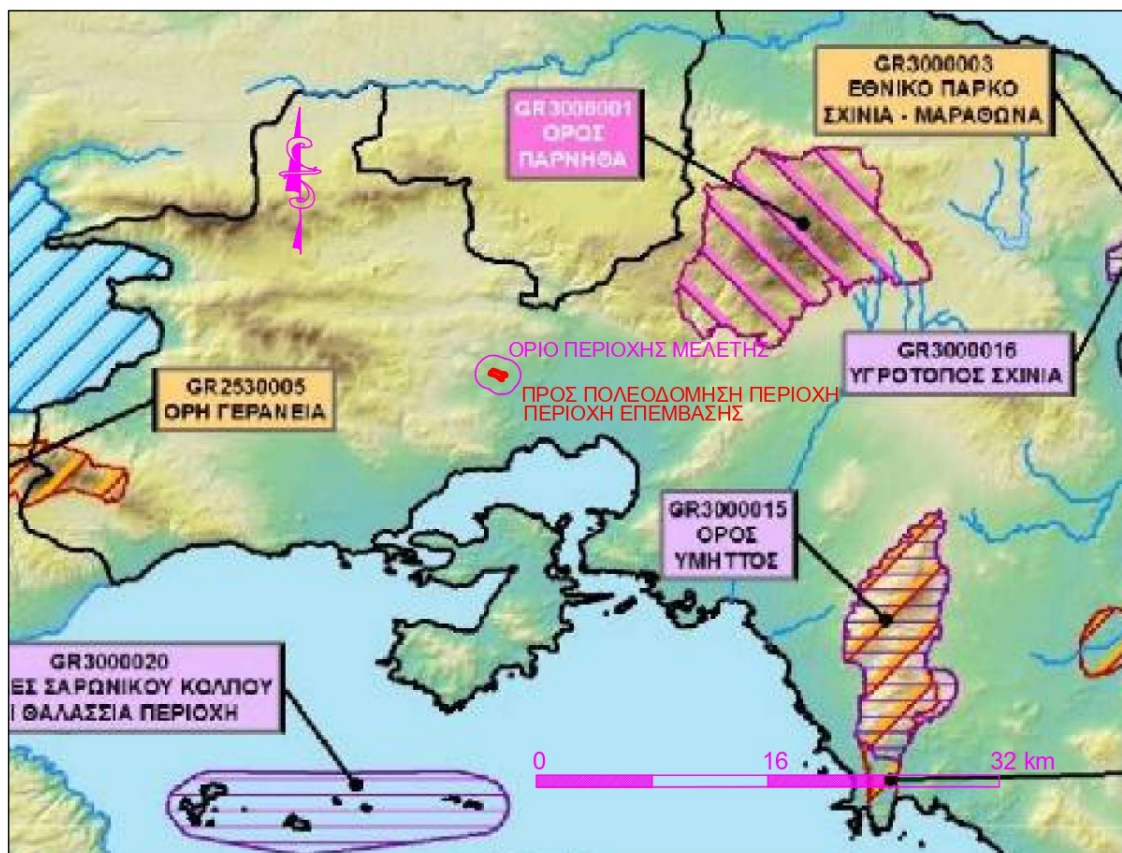 GR3000003
ΕΘΝΙΚΟ ΠΑΡΚΟ
ΣΧΙΝΙΑ - ΜΑΡΑΘΩΝΑ
GR3000001
ΟΡΟΣ
ΠΑΡΝΗΘΑ
ΟΡΙΟ ΠΕΡΙΟΧΗΣ ΜΕΛΕΤΗΣ
GR3000016
ΥΓΡΟΤΟΠΟΣ ΣΧΙΝΙΑ
GR2530005
ΟΡΗ ΓΕΡΑΝΕΙΑ
ΠΡΟΣ ΠΟΛΕΟΔΟΜΗΣΗ ΠΕΡΙΟΧΗ
ΠΕΡΙΟΧΗ ΕΠΕΜΒΑΣΗΣ
GR3000015
ΟΡΟΣ
ΥΜΗΤΤΟΣ
GR3000020
ΕΣ ΣΑΡΩΝΙΚΟΥ ΚΟΛΠΟΥ
Ι ΘΑΛΑΣΣΙΑ ΠΕΡΙΟΧΗ
0 16 32 km